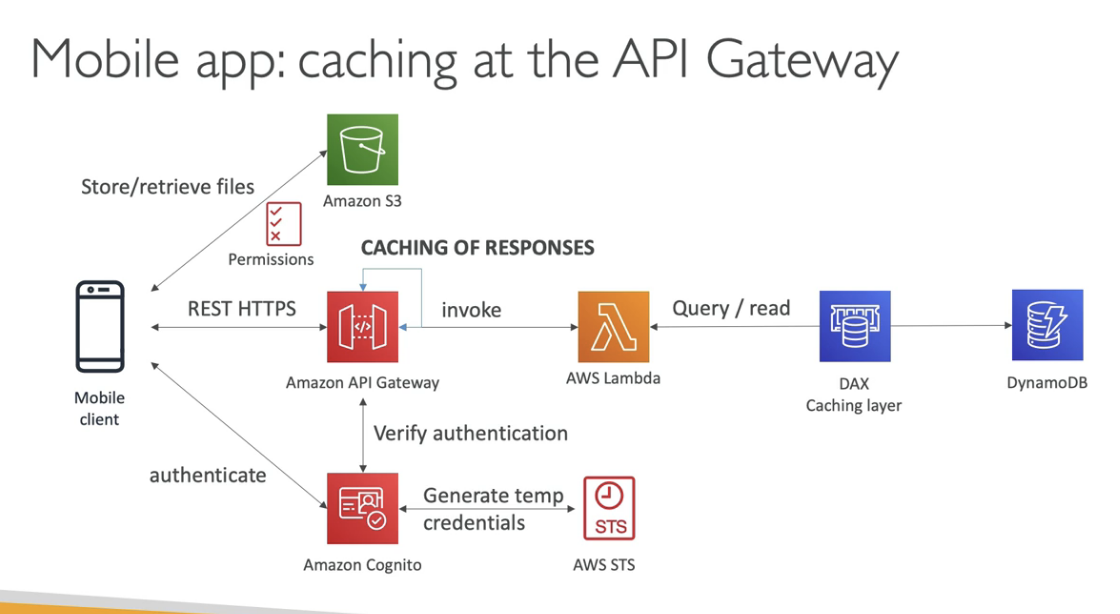 Mobile app: caching at the API Gateway
Store/retrieve files
Amazon S3
Permissions
CACHING OF RESPONSES
REST HTTPS
invoke
Query / read
Mobile
client
Amazon API Gateway
AWS Lambda
DAX
Caching layer
DynamoDB
Verify authentication
authenticate
Generate temp
credentials
STS
Amazon Cognito
AWS STS